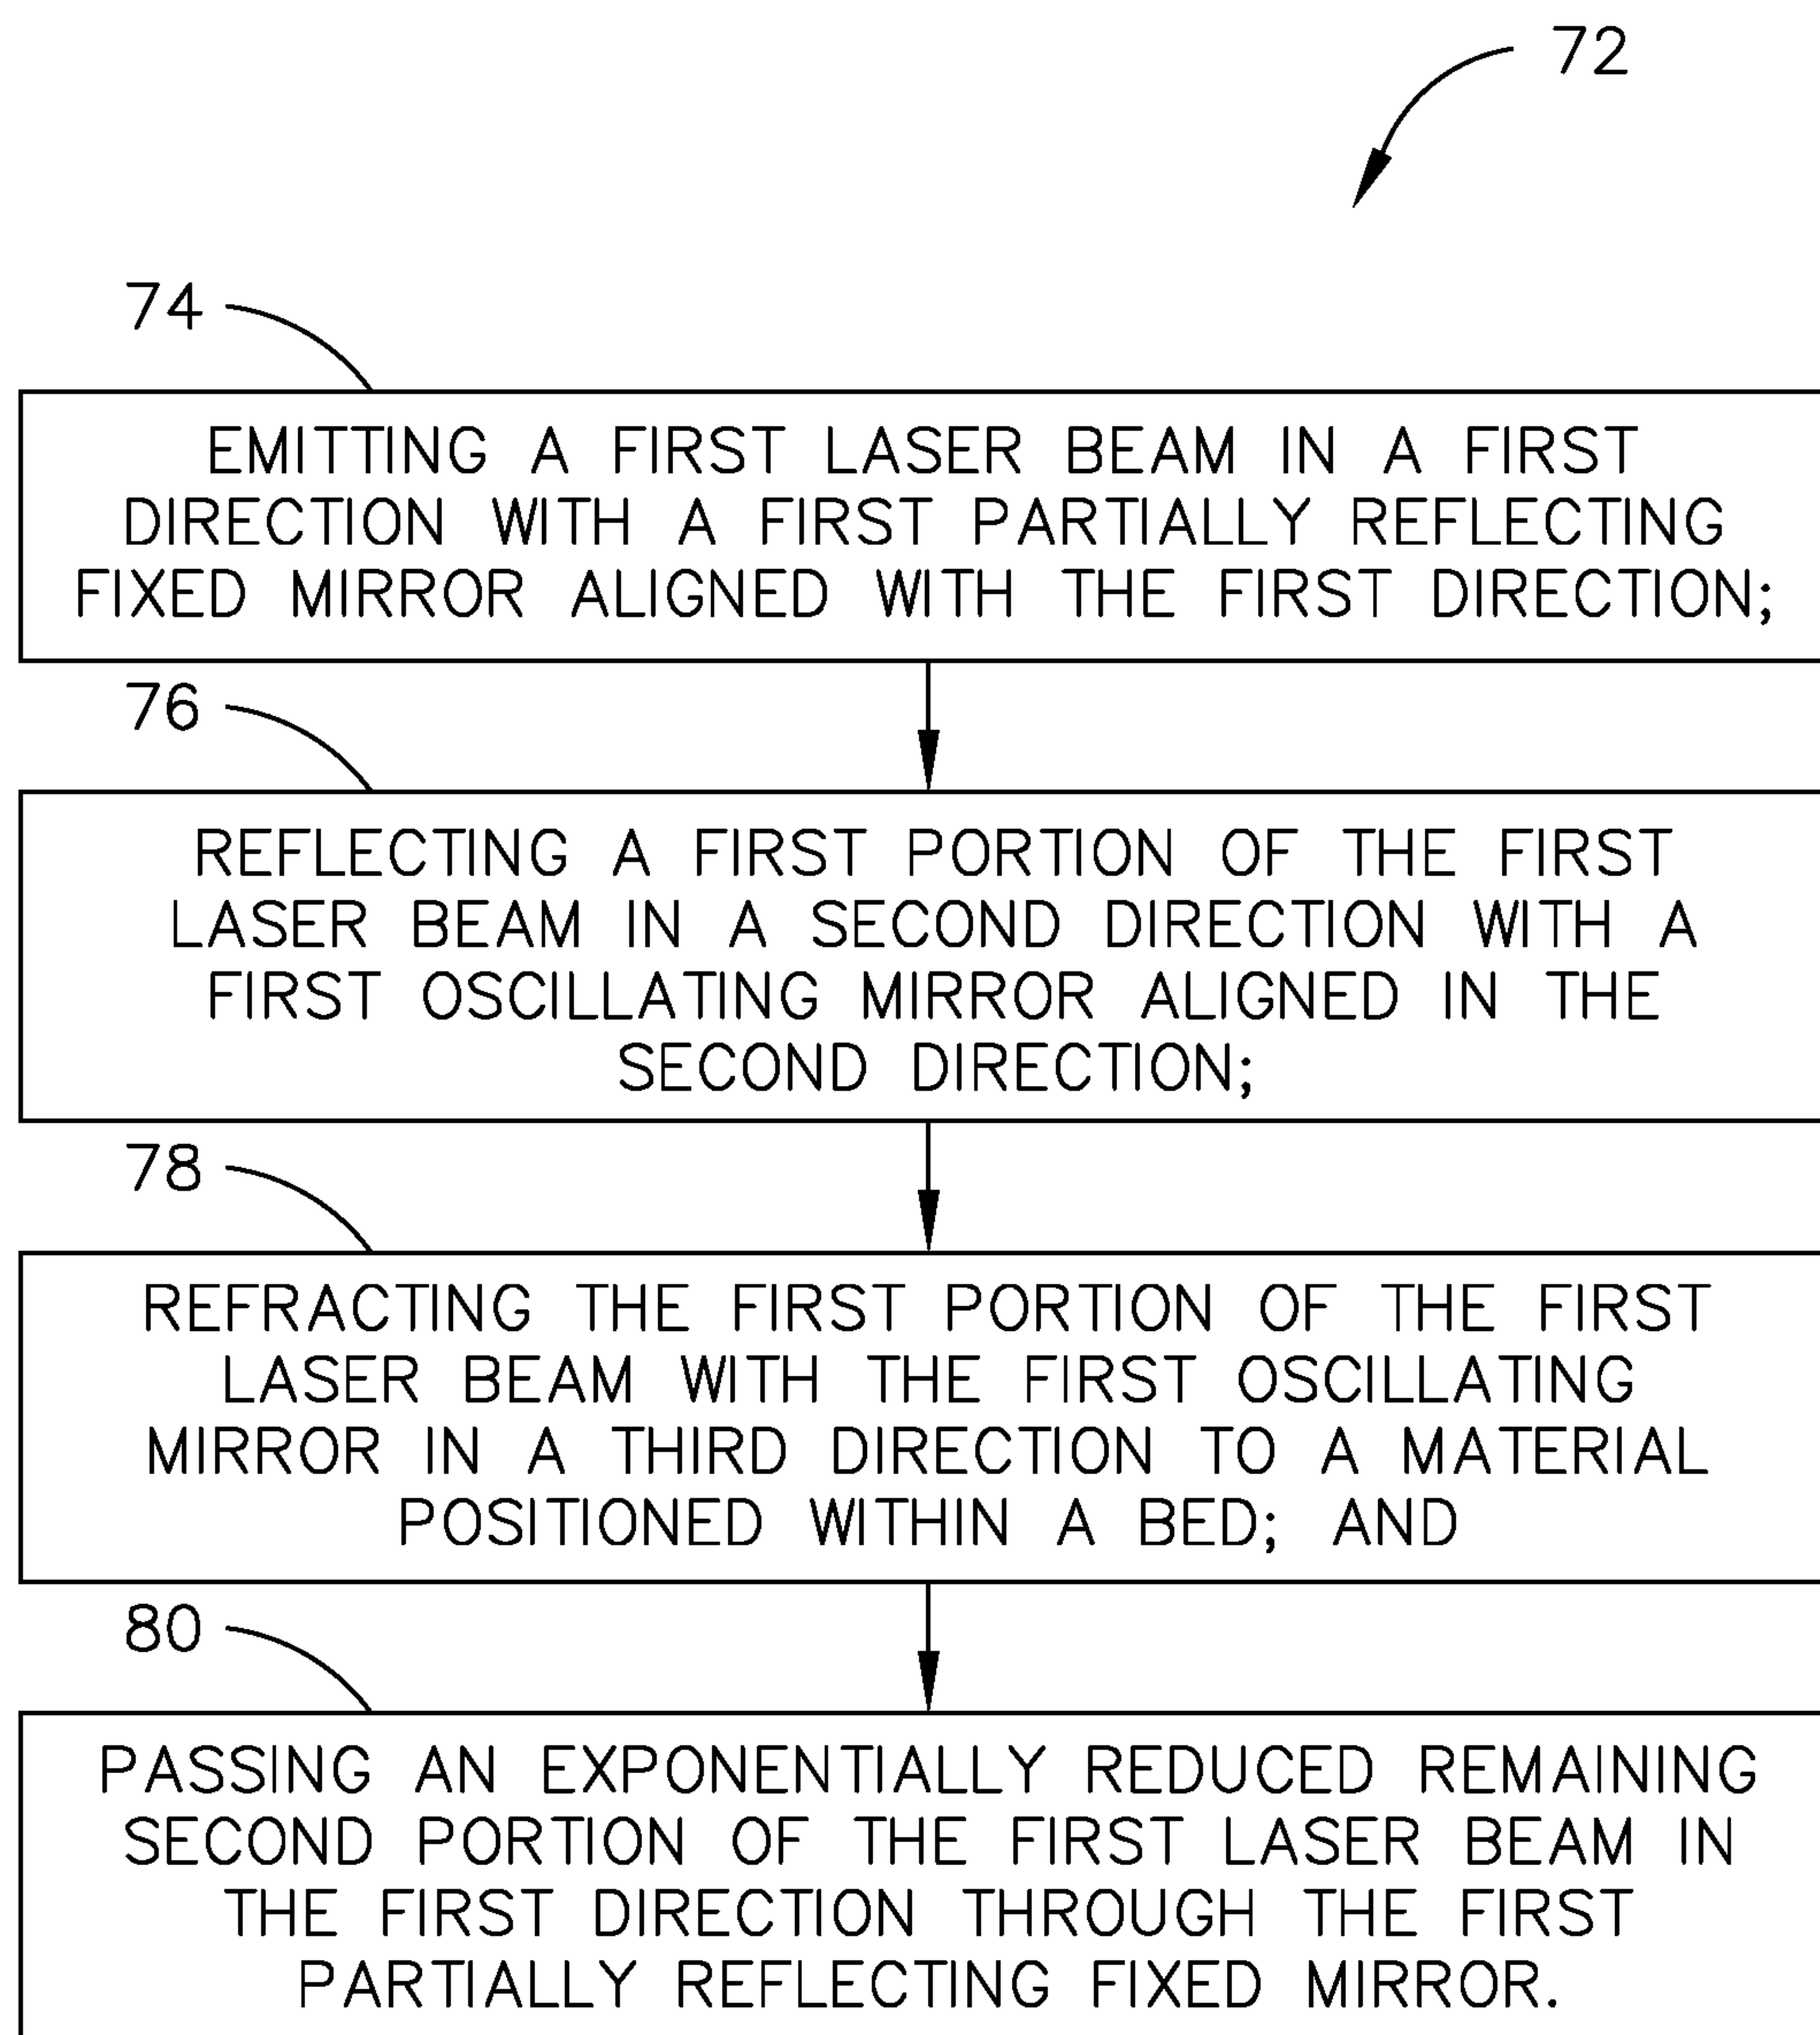 72
74
EMITTING A FIRST LASER BEAM IN A FIRST
DIRECTION WITH A FIRST PARTIALLY REFLECTING
FIXED MIRROR ALIGNED WITH THE FIRST DIRECTION;
76
REFLECTING A FIRST PORTION OF THE FIRST
LASER BEAM IN A SECOND DIRECTION WITH A
FIRST OSCILLATING MIRROR ALIGNED IN THE
SECOND DIRECTION;
78
REFRACTING THE FIRST PORTION OF THE FIRST
LASER BEAM WITH THE FIRST OSCILLATING
MIRROR IN A THIRD DIRECTION TO A MATERIAL
POSITIONED WITHIN A BED; AND
80
PASSING AN EXPONENTIALLY REDUCED REMAINING
SECOND PORTION OF THE FIRST LASER BEAM IN
THE FIRST DIRECTION THROUGH THE FIRST
PARTIALLY REFLECTING FIXED MIRROR.